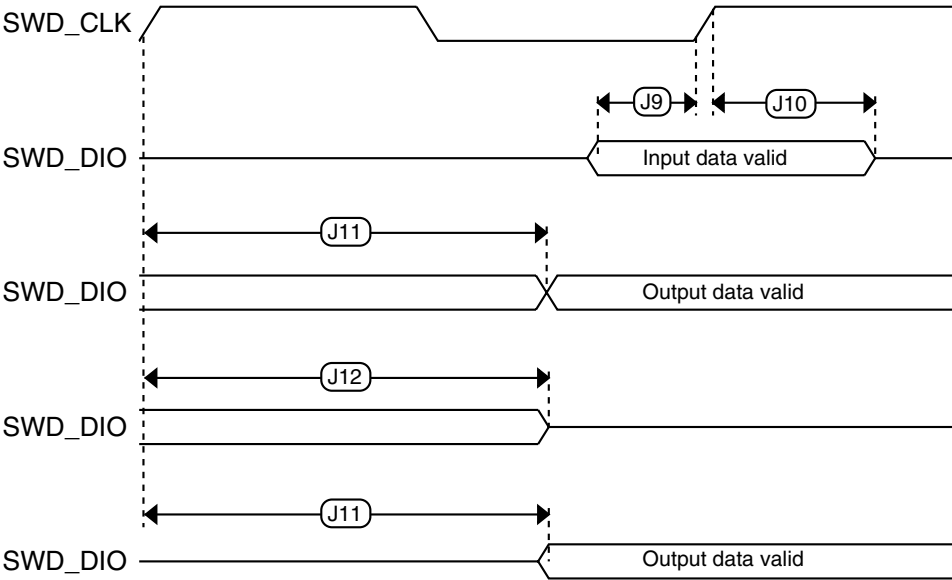 SWD_CLK
J9
J10
SWD_DIO
Input data valid
J11
SWD_DIO
Output data valid
J12
SWD_DIO
J11
SWD_DIO
Output data valid